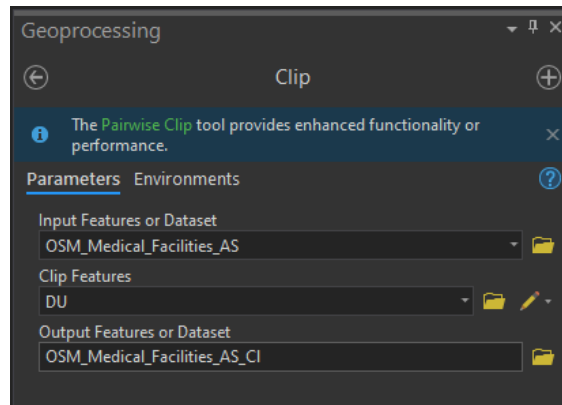 Geoprocessing
Clip
The Pairwise Clip tool provides enhanced functionality or
performance.
Parameters Environments
Input Features or Dataset
OSM_Medical_Facilities_AS
Clip Features
DU
Output Features or Dataset
OSM_Medical_Facilities_AS_Cl